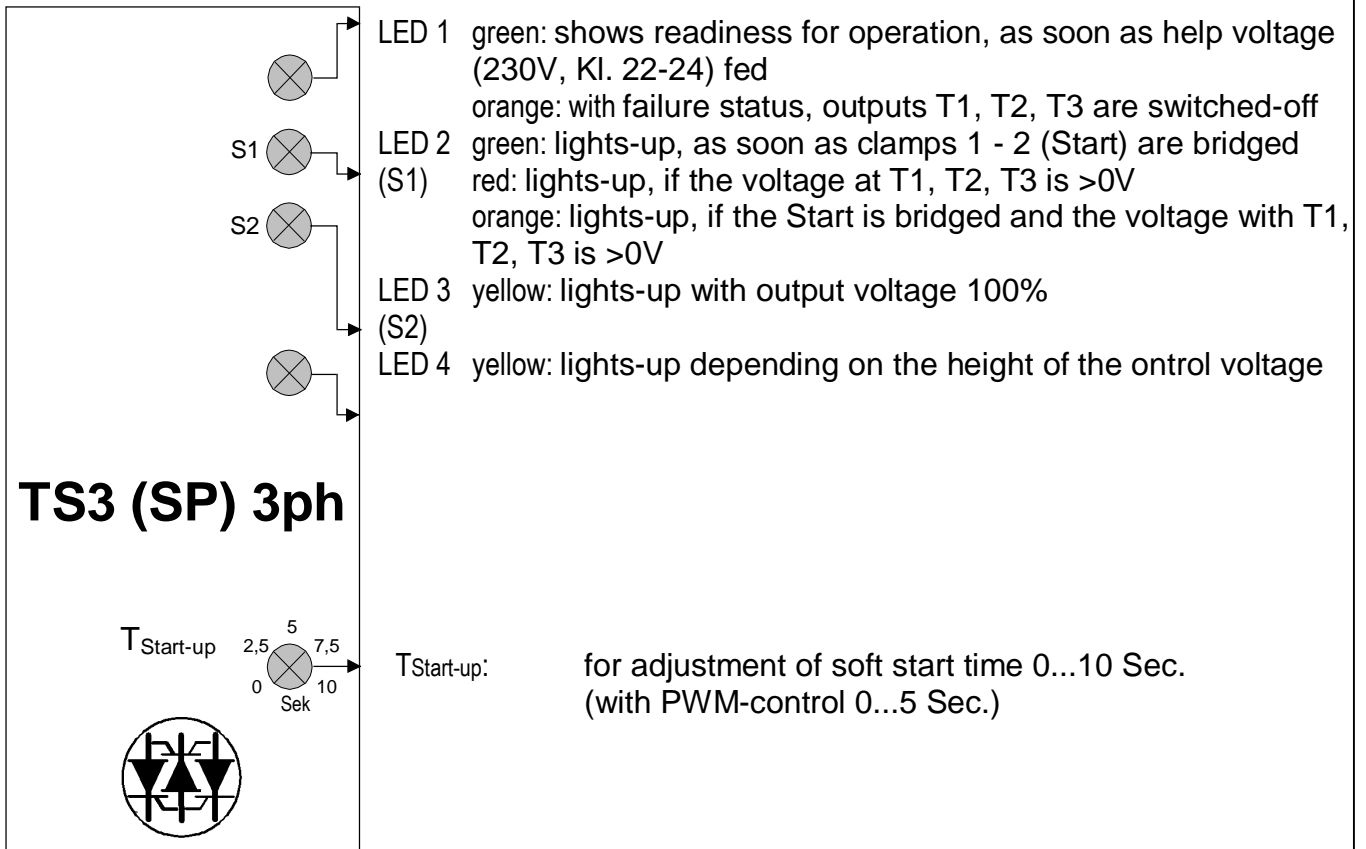 LED 1 green: shows readiness for operation, as soon as help voltage
(230V, Kl. 22-24) fed
orange: with failure status, outputs T1, T2, T3 are switched-off
S1
LED 2 green: lights-up, as soon as clamps 1 - 2 (Start) are bridged
(S1) red: lights-up, if the voltage at T1, T2, T3 is >0V
S2
orange: lights-up, if the Start is bridged and the voltage with T1,
T2, T3 is >0V
LED 3 yellow: lights-up with output voltage 100%
(S2)
LED 4 yellow: lights-up depending on the height of the ontrol voltage
TS3 (SP) 3ph
TStart-up
5
2,5 7,5
0 10
Sek
TStart-up: for adjustment of soft start time 0...10 Sec.
(with PWM-control 0...5 Sec.)